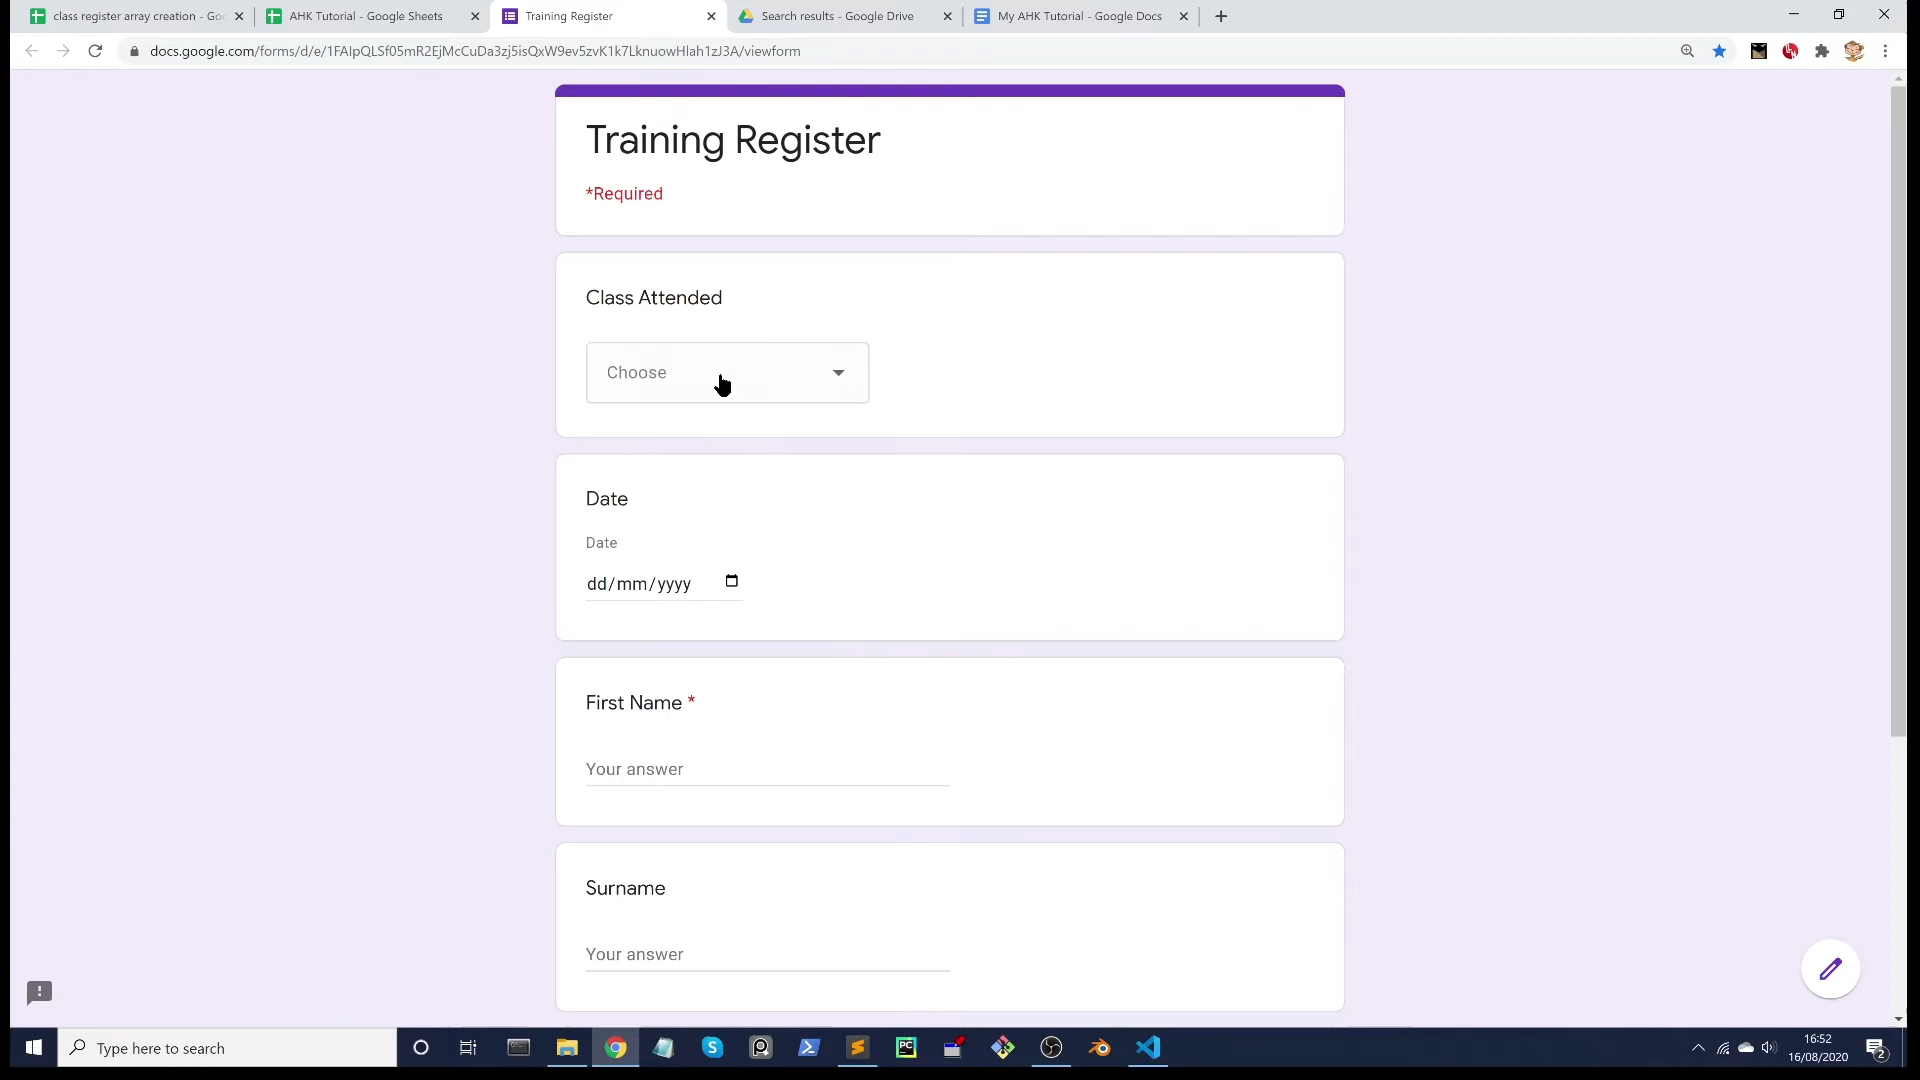 class register array creation - Goo
AHK Tutorial - Google Sheets
Training Register
Search results - Google Drive
My AHK Tutorial - Google Docs
docs.google.com/forms/d/e/1FAIpQLSf05mR2EjMcCuDa3zj5isQxW9ev5zvK1k7LknuowHlah1zJ3A/viewform
Training Register
*Required
Class Attended
Choose
Date
Date
dd/mm/yyyy
First Name *
Your answer
Surname
Your answer
Type here to search
16:52
16/08/2020
2